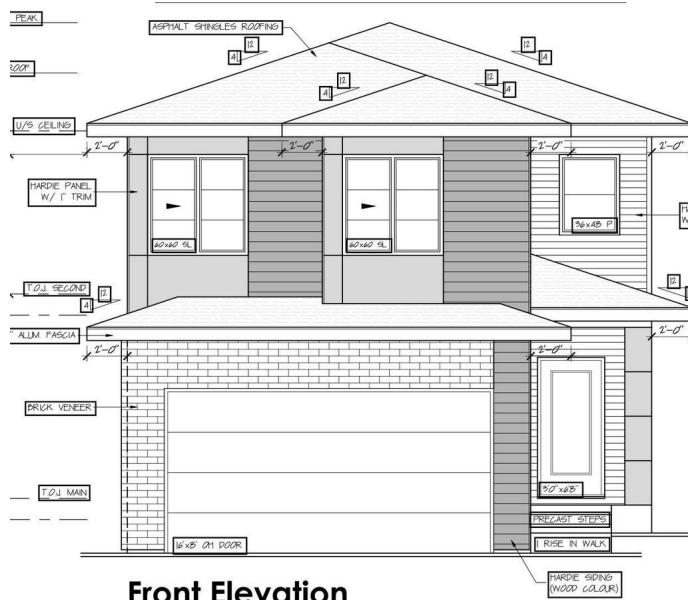 PEAK
ASPHALT SHINGLES ROOFING
12
4
12
4
ROOF
12
4
12
4
U/S CEILING
2'-0"
2'-0"
2'-0"
2'-0"
HARDIE PANEL
W/ 1" TRIM
60x60 SL
60x60 SL
36x48 P
T.O.J. SECOND
12
4
12
ALUM FASCIA
2'-0"
2'-0"
2'-0"
BRICK VENEER
T.O.J. MAIN
3'0"x6'8"
PRECAST STEPS
16'x8' OH DOOR
1 RISE IN WALK
HARDIE SIDING
(WOOD COLOUR)
Front Elevation